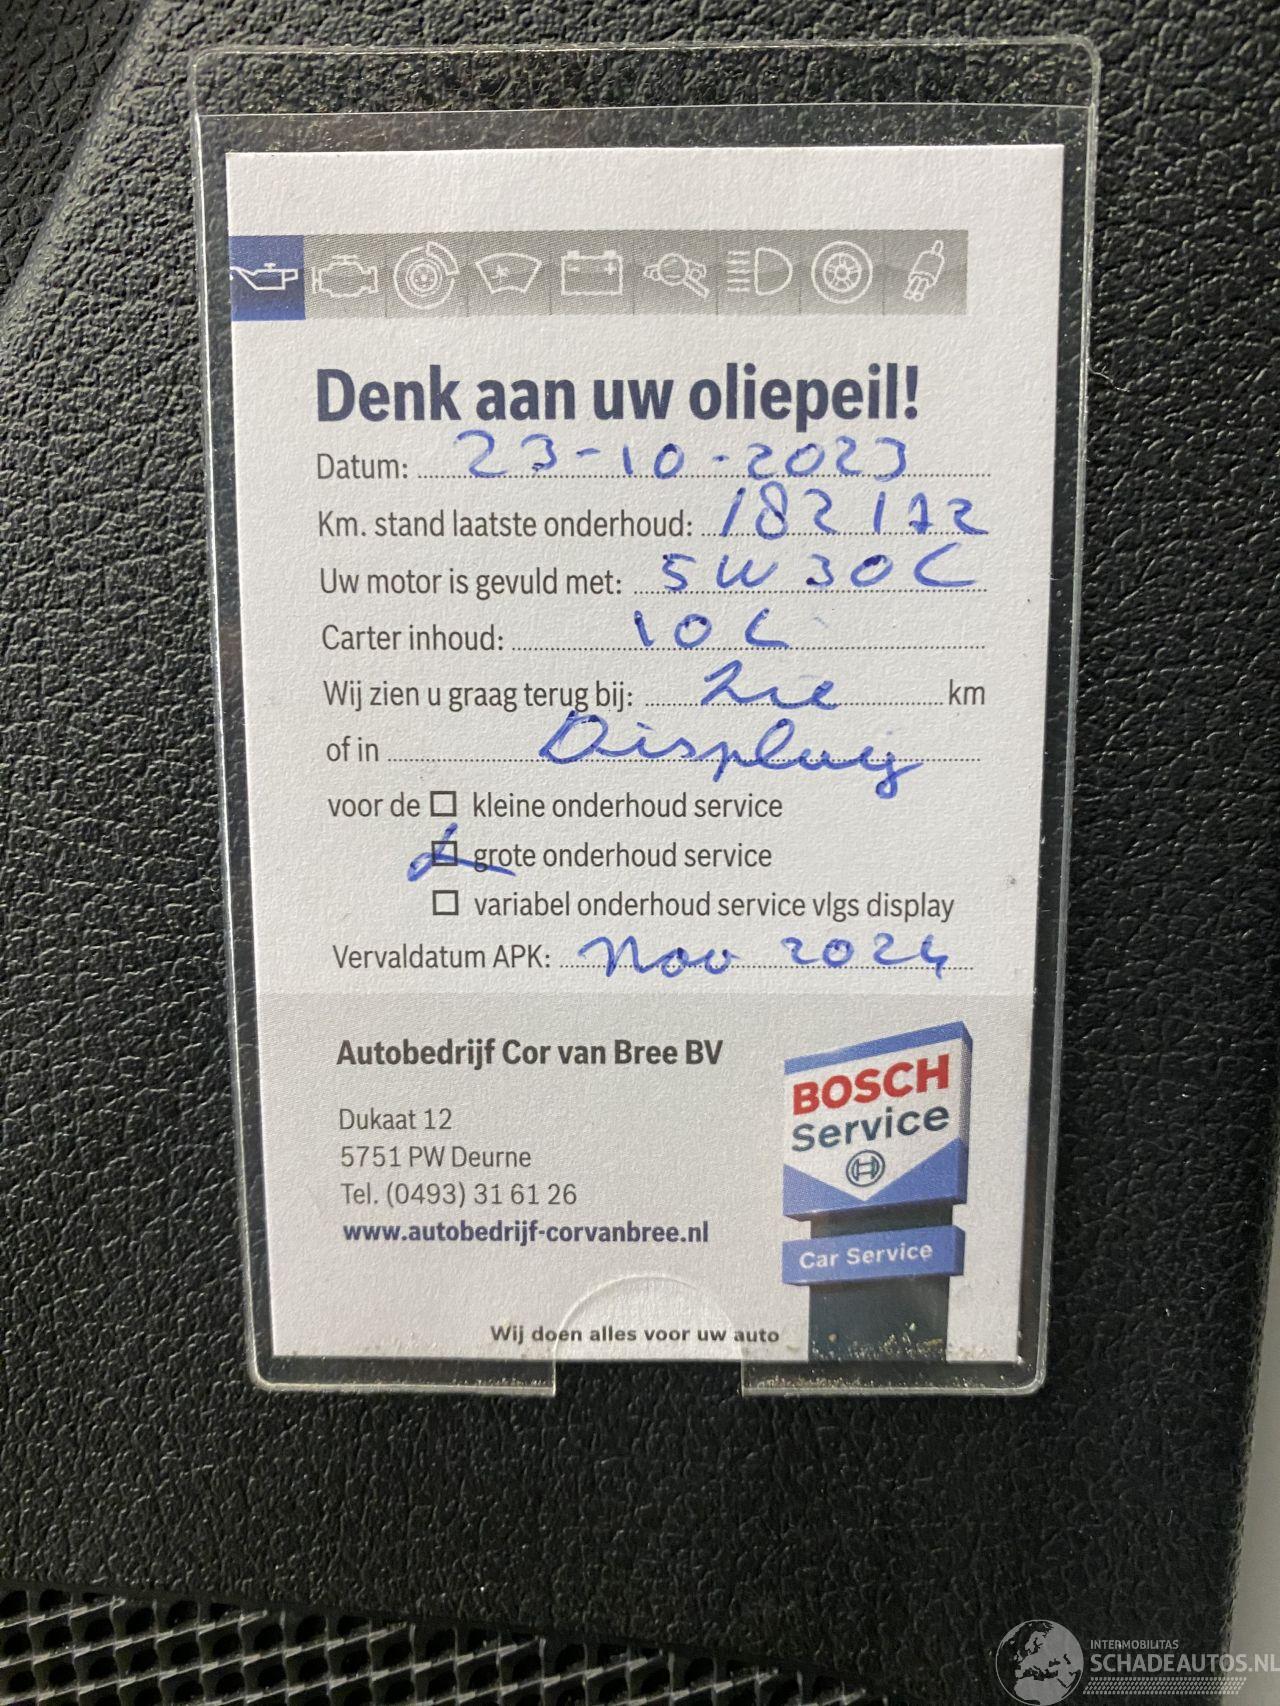 Denk aan uw oliepeil!
Datum: 23-10-2023
Km. stand laatste onderhoud: 182172
Uw motor is gevuld met: 5W30C
Carter inhoud: 10L
Wij zien u graag terug bij: Zie km
of in Display
voor de kleine onderhoud service
grote onderhoud service
variabel onderhoud service vlgs display
Vervaldatum APK: Nov 2024
Autobedrijf Cor van Bree BV
Dukaat 12
5751 PW Deurne
Tel. (0493) 31 61 26
www.autobedrijf-corvanbree.nl
BOSCH
Service
Car Service
Wij doen alles voor uw auto
INTERMOBILITAS
SCHADEAUTOS.NL